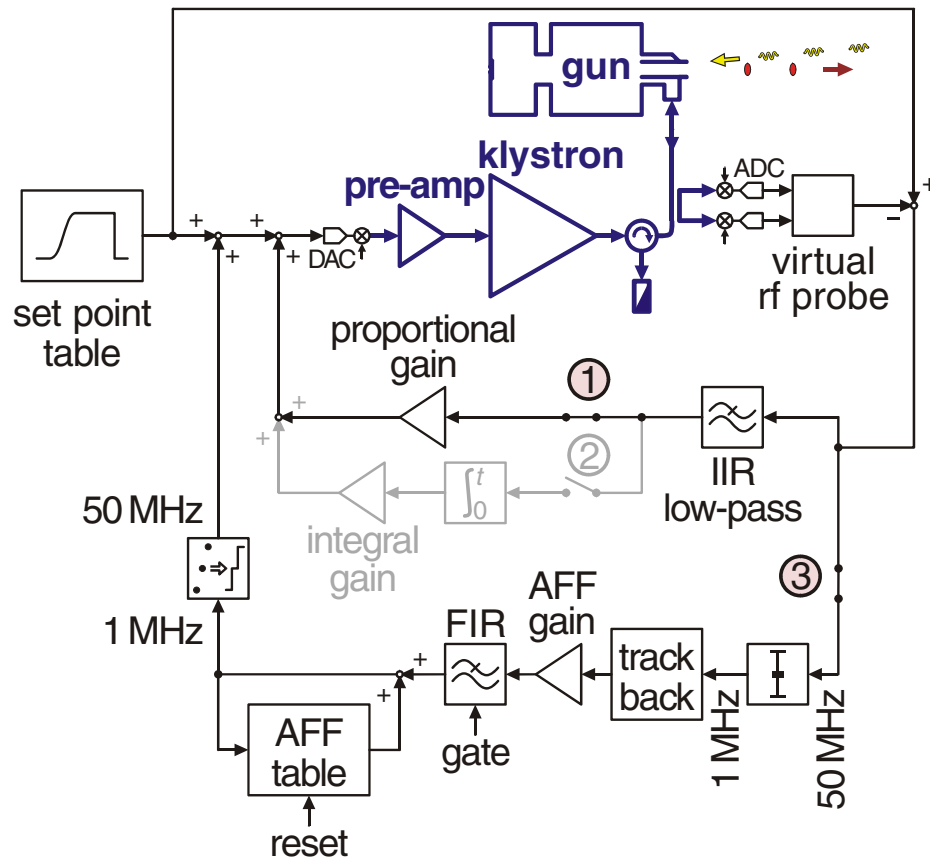 gun
klystron
pre-amp
ADC
+
−
+
+
+
+
DAC
set point
table
virtual
rf probe
proportional
gain
1
+
+
2
∫₀ᵗ
integral
gain
IIR
low-pass
50 MHz
3
1 MHz
FIR
AFF
gain
track
back
1 MHz
50 MHz
+
+
AFF
table
gate
reset